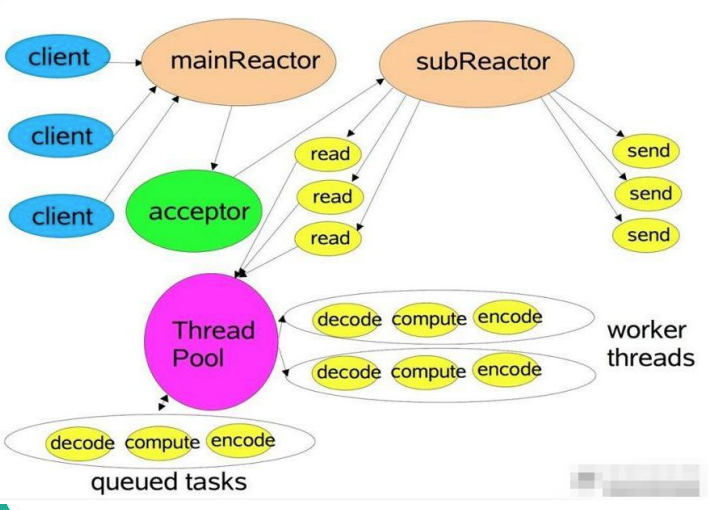 client
mainReactor
subReactor
client
read
send
read
send
client
acceptor
read
send
Thread
Pool
decode compute encode
worker
threads
decode compute encode
decode compute encode
queued tasks